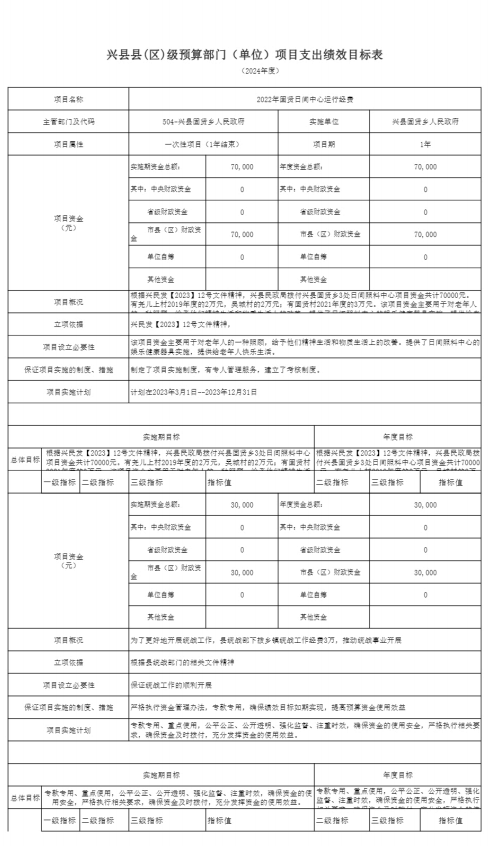 兴县县(区)级预算部门（单位）项目支出绩效目标表
（2024年度）
项目名称 2022年固贤日间中心运行经费
主管部门及代码 504-兴县固贤乡人民政府 实施单位 兴县固贤乡人民政府
项目属性 一次性项目（1年结束） 项目期 1年
项目资金
（元）
实施期资金总额： 70,000 年度资金总额： 70,000
其中：中央财政资金 0 其中：中央财政资金 0
省级财政资金 0 省级财政资金 0
市县（区）财政资金 70,000 市县（区）财政资金 70,000
单位自筹 0 单位自筹 0
其他资金 其他资金
项目概况
根据兴民发【2023】12号文件精神，兴县民政局拨付兴县固贤乡3处日间照料中心项目资金共计70000元。
有尧儿上村2019年度的2万元，吴城村的2万元；有固贤村2021年度的3万元。该项目资金主要用于对老年人
立项依据 兴民发【2023】12号文件精神，
项目设立必要性
该项目资金主要用于对老年人的一种照顾，给予他们精神生活和物质生活上的改善。提供了日间照料中心的
娱乐健康器具实施，提供给老年人快乐生活。
保证项目实施的制度、措施 制定了项目实施制度，有专人管理服务，建立了考核制度。
项目实施计划 计划在2023年3月1日--2023年12月31日
实施期目标 年度目标
总体目标
根据兴民发【2023】12号文件精神，兴县民政局拨付兴县固贤乡3处日间照料中心
项目资金共计70000元。有尧儿上村2019年度的2万元，吴城村的2万元；有固贤村
根据兴民发【2023】12号文件精神，兴县民政局拨
付兴县固贤乡3处日间照料中心项目资金共计70000
一级指标 二级指标 三级指标 指标值 二级指标 三级指标 指标值
项目资金
（元）
实施期资金总额： 30,000 年度资金总额： 30,000
其中：中央财政资金 0 其中：中央财政资金 0
省级财政资金 0 省级财政资金 0
市县（区）财政资金 30,000 市县（区）财政资金 30,000
单位自筹 0 单位自筹 0
其他资金 其他资金
项目概况 为了更好地开展统战工作，县统战部下拨乡镇统战工作经费3万，推动统战事业开展
立项依据 根据县统战部门的相关文件精神
项目设立必要性 保证统战工作的顺利开展
保证项目实施的制度、措施 严格执行资金管理办法，专款专用，确保绩效目标如期实现，提高预算资金使用效益
项目实施计划
专款专用、重点使用，公平公正、公开透明、强化监督、注重时效，确保资金的使用安全，严格执行相关要
求，确保资金及时拨付、充分发挥资金的使用效益。
实施期目标 年度目标
总体目标
专款专用、重点使用，公平公正、公开透明、强化监督、注重时效，确保资金的使
用安全，严格执行相关要求，确保资金及时拨付，充分发挥资金的使用效益。
专款专用、重点使用，公平公正、公开透明、强化
监督、注重时效，确保资金的使用安全，严格执行
一级指标 二级指标 三级指标 指标值 二级指标 三级指标 指标值